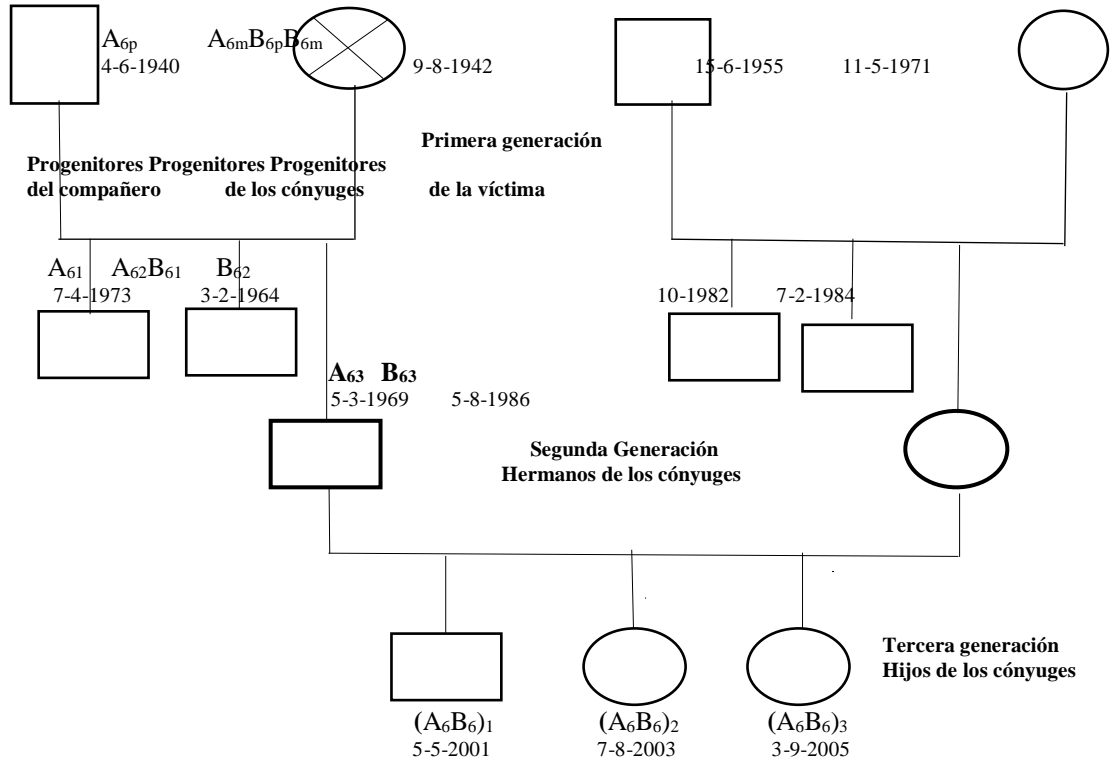 A₆ₚ A₆ₘB₆ₚB₆ₘ
4-6-1940 9-8-1942 15-6-1955 11-5-1971
Primera generación
Progenitores Progenitores Progenitores
del compañero de los cónyuges de la víctima
A₆₁ A₆₂B₆₁ B₆₂
7-4-1973 3-2-1964 10-1982 7-2-1984
A₆₃ B₆₃
5-3-1969 5-8-1986
Segunda Generación
Hermanos de los cónyuges
Tercera generación
Hijos de los cónyuges
(A₆B₆)₁ (A₆B₆)₂ (A₆B₆)₃
5-5-2001 7-8-2003 3-9-2005